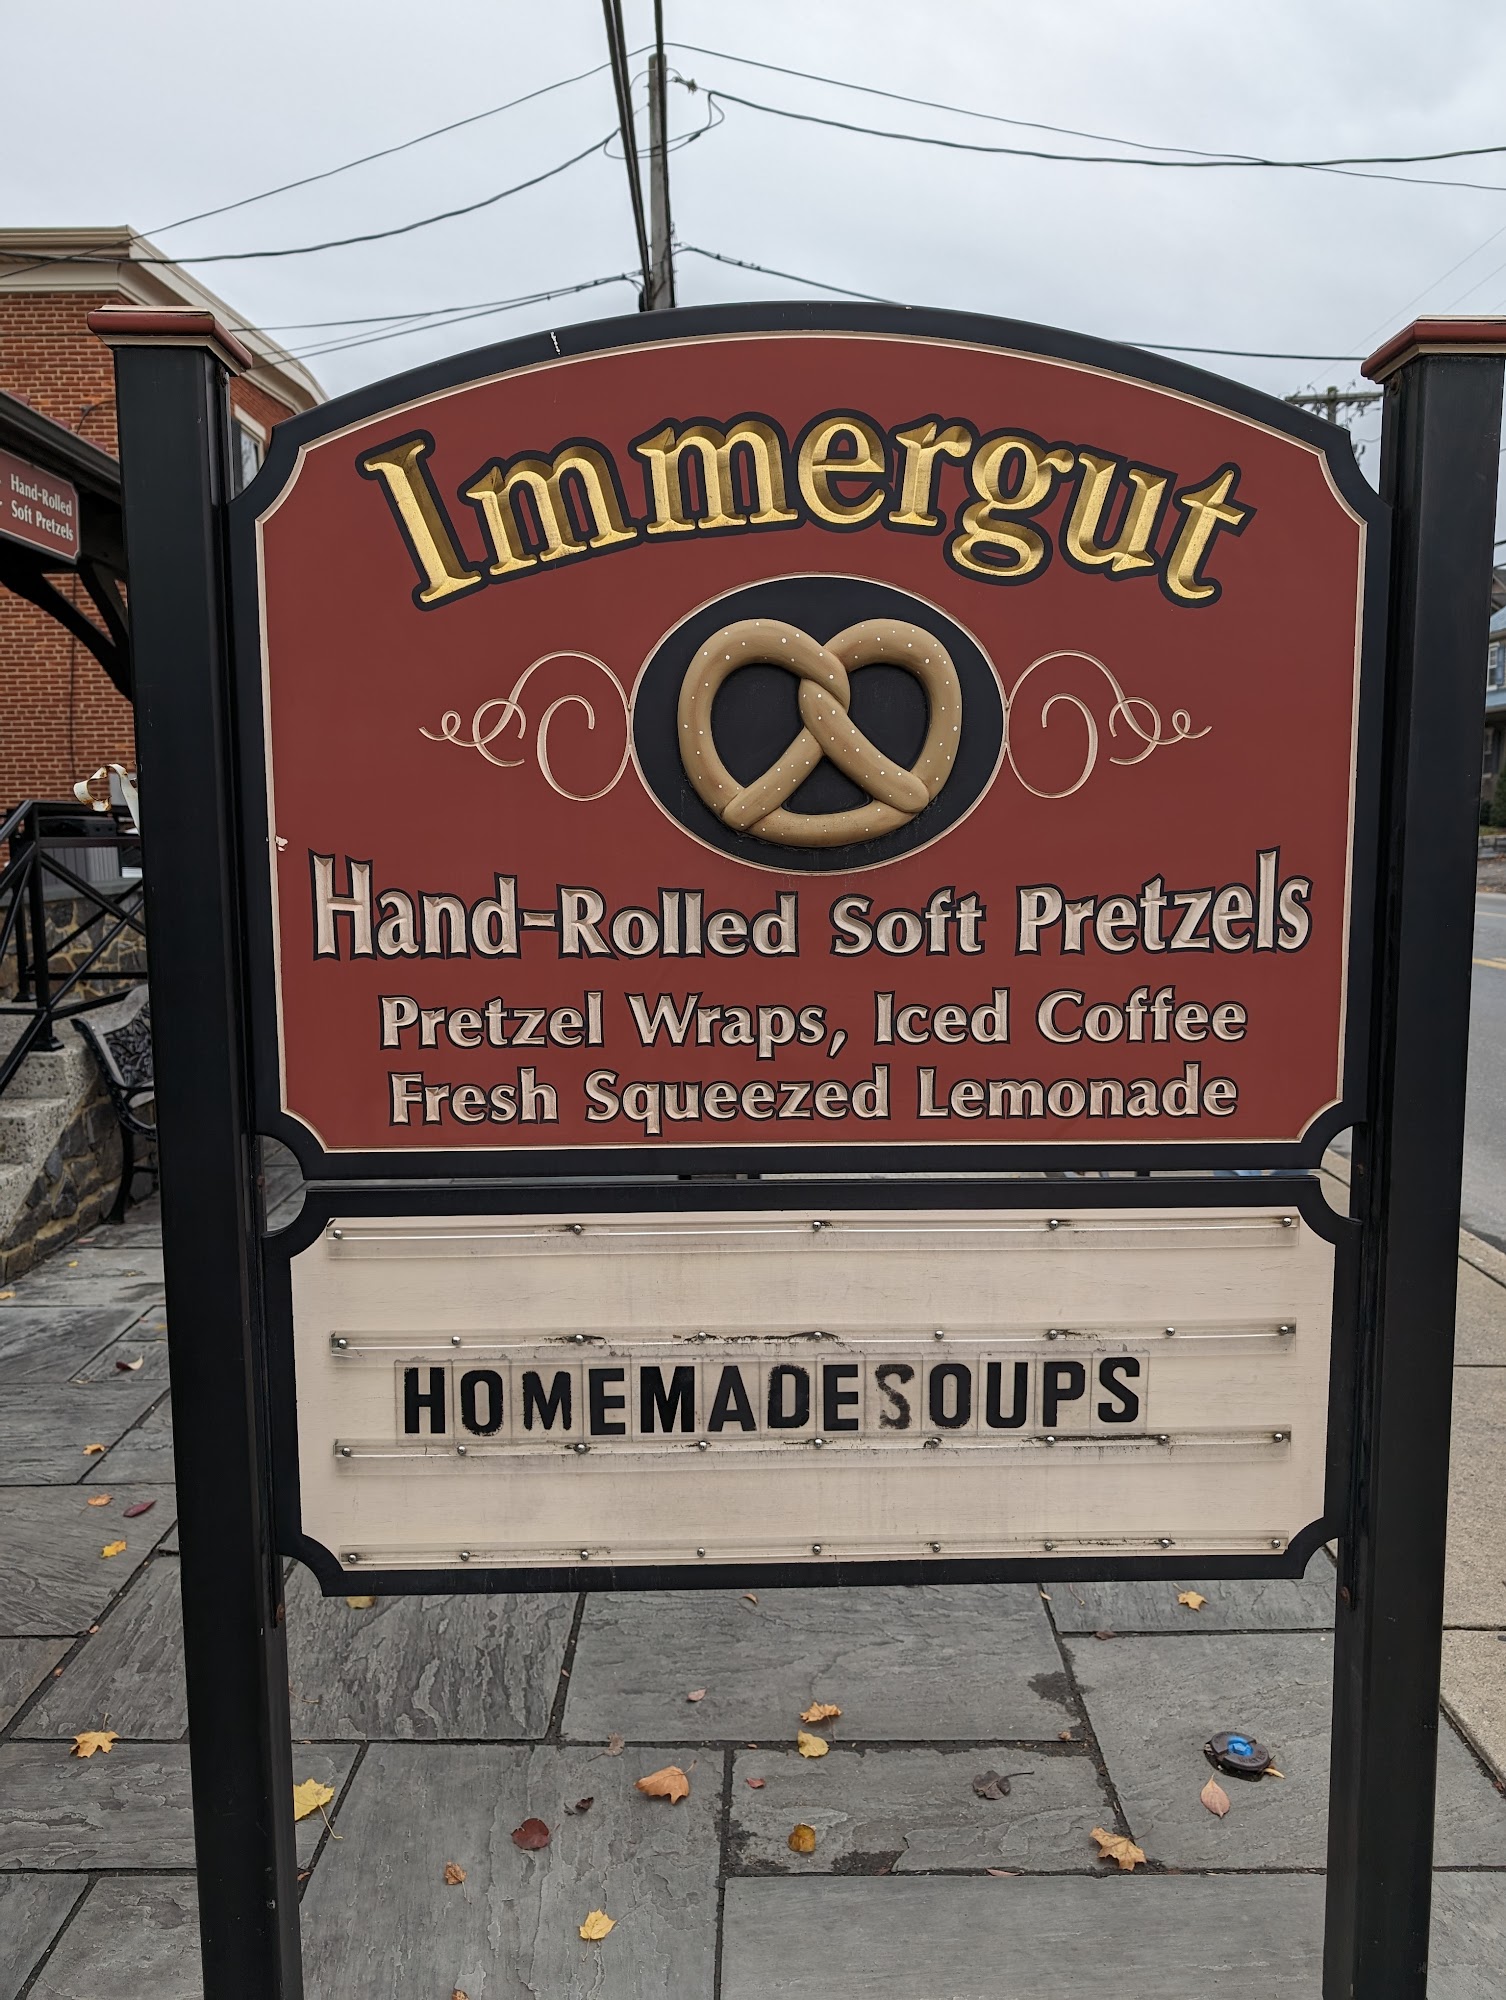 Hand-Rolled
Soft Pretzels
Immergut
Hand-Rolled Soft Pretzels
Pretzel Wraps, Iced Coffee
Fresh Squeezed Lemonade
HOMEMADESOUPS